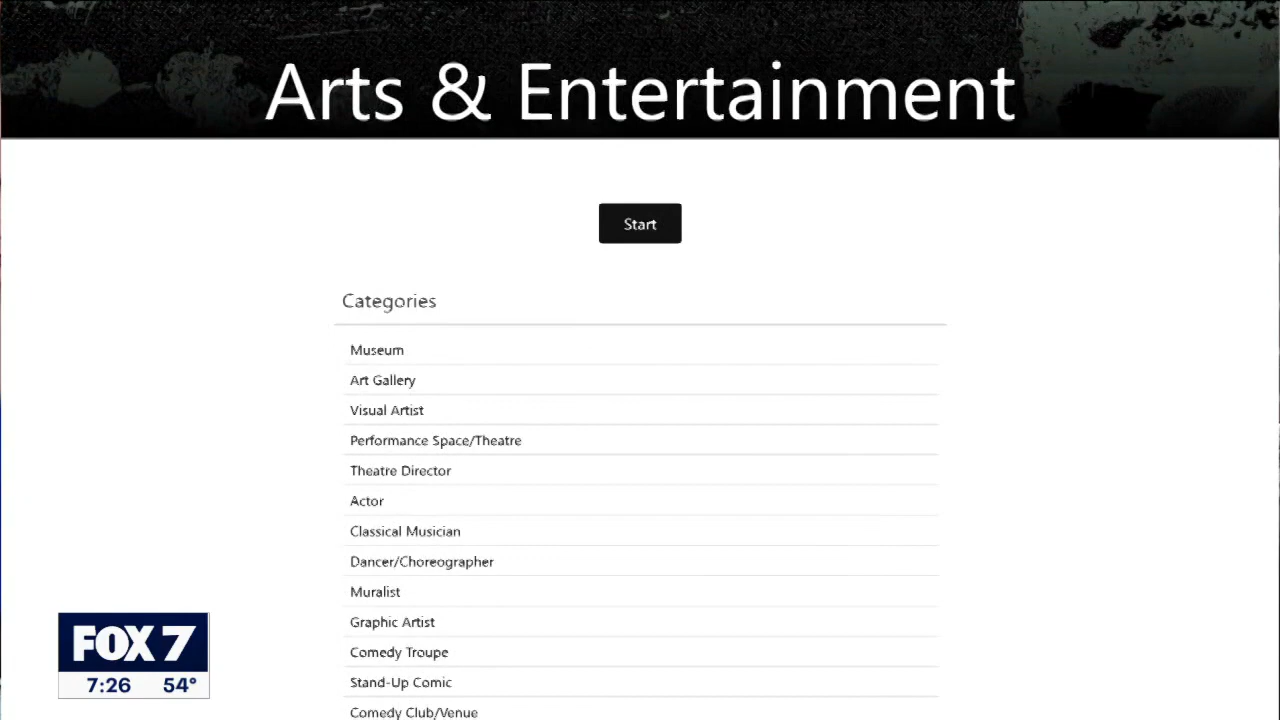 Arts & Entertainment
Start
Categories
Museum
Art Gallery
Visual Artist
Performance Space/Theatre
Theatre Director
Actor
Classical Musician
Dancer/Choreographer
Muralist
Graphic Artist
Comedy Troupe
Stand-Up Comic
Comedy Club/Venue
FOX 7
7:26 54°